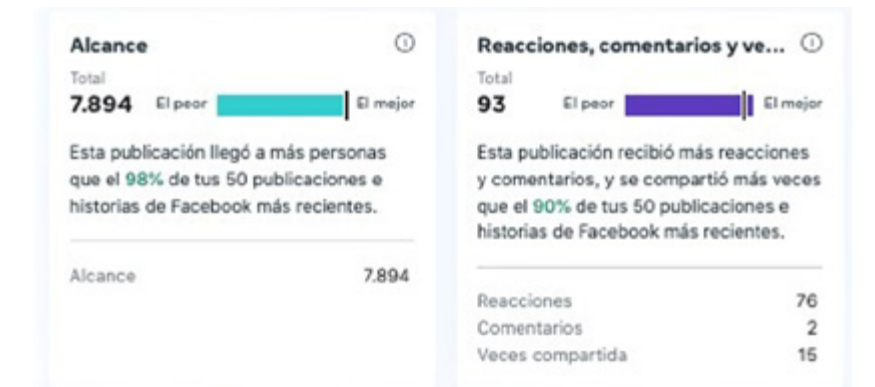 Alcance
Total
7.894 El peor El mejor
Esta publicación llegó a más personas
que el 98% de tus 50 publicaciones e
historias de Facebook más recientes.
Alcance 7.894
Reacciones, comentarios y ve...
Total
93 El peor El mejor
Esta publicación recibió más reacciones
y comentarios, y se compartió más veces
que el 90% de tus 50 publicaciones e
historias de Facebook más recientes.
Reacciones 76
Comentarios 2
Veces compartida 15